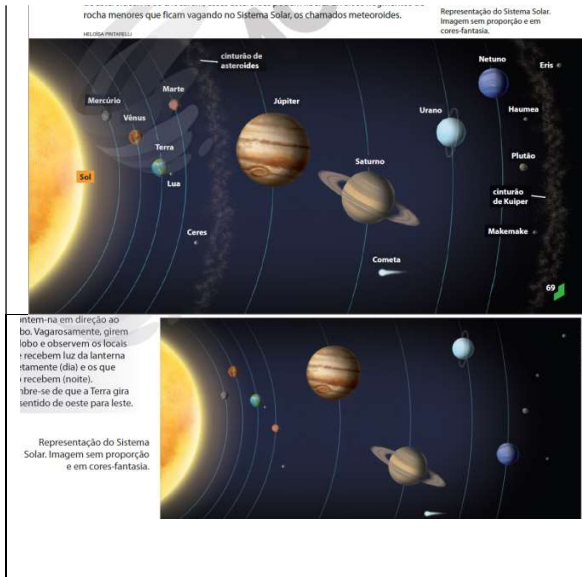 rocha menores que ficam vagando no Sistema Solar, os chamados meteoroides.
Representação do Sistema Solar.
Imagem sem proporção e em
cores-fantasia.
HELOÍSA PINTARELLI
cinturão de
asteroides
Mercúrio
Vênus
Marte
Terra
Lua
Sol
Ceres
Júpiter
Saturno
Cometa
Urano
Netuno
Eris
Haumea
Plutão
cinturão
de Kuiper
Makemake
69
ontem-na em direção ao
bo. Vagarosamente, girem
lobo e observem os locais
e recebem luz da lanterna
etamente (dia) e os que
o recebem (noite).
mbre-se de que a Terra gira
sentido de oeste para leste.
Representação do Sistema
Solar. Imagem sem proporção
e em cores-fantasia.